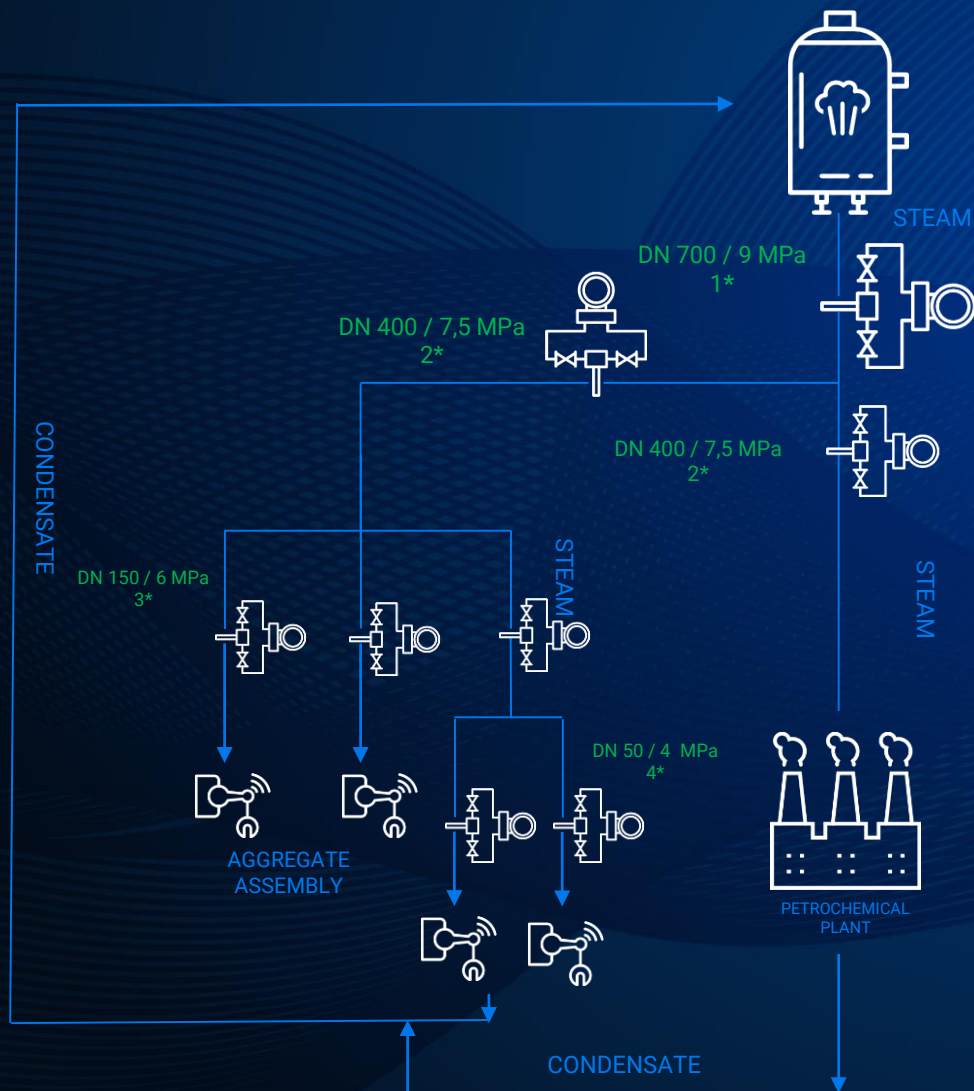 STEAM
DN 700 / 9 MPa
1*
DN 400 / 7,5 MPa
2*
DN 400 / 7,5 MPa
2*
CONDENSATE
STEAM
STEAM
DN 150 / 6 MPa
3*
DN 50 / 4 MPa
4*
AGGREGATE
ASSEMBLY
PETROCHEMICAL
PLANT
CONDENSATE